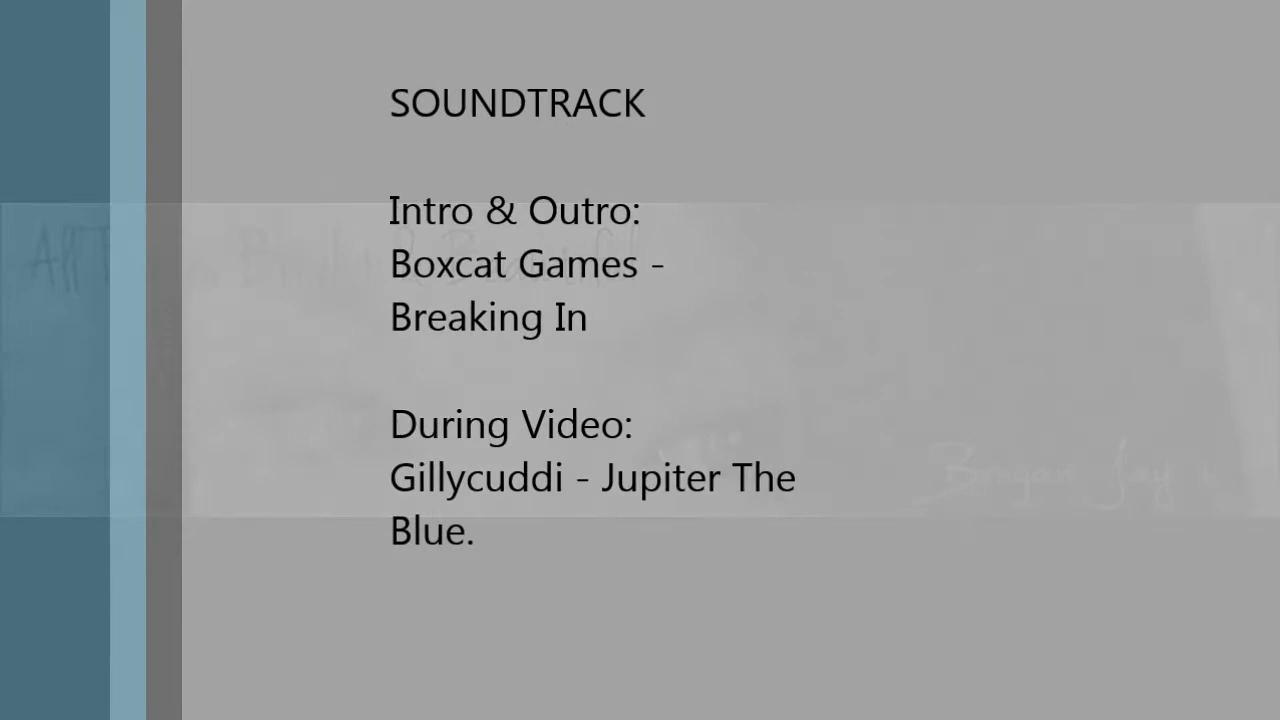 SOUNDTRACK
Intro & Outro:
Boxcat Games -
Breaking In
During Video:
Gillycuddi - Jupiter The
Blue.